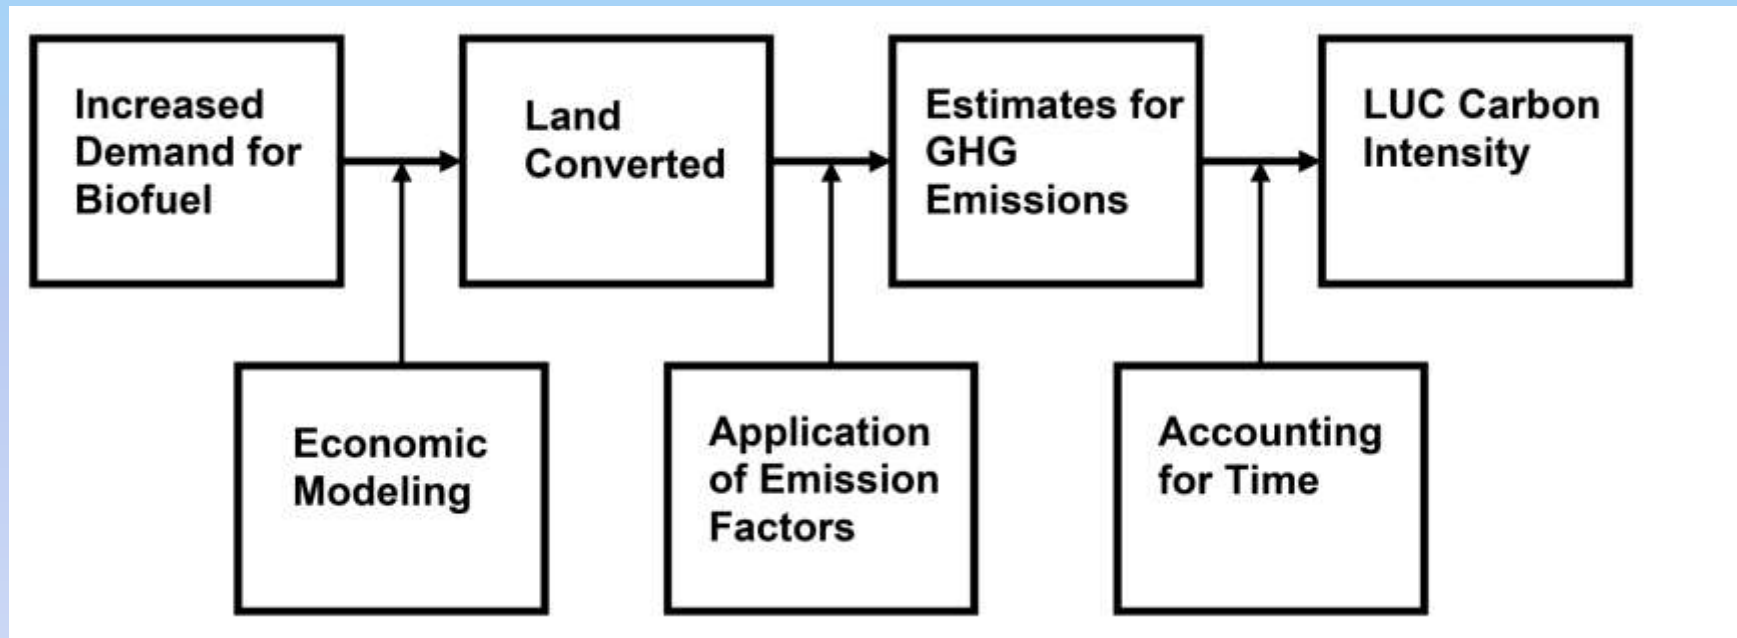 Increased
Demand for
Biofuel
Land
Converted
Estimates for
GHG
Emissions
LUC Carbon
Intensity
Economic
Modeling
Application
of Emission
Factors
Accounting
for Time